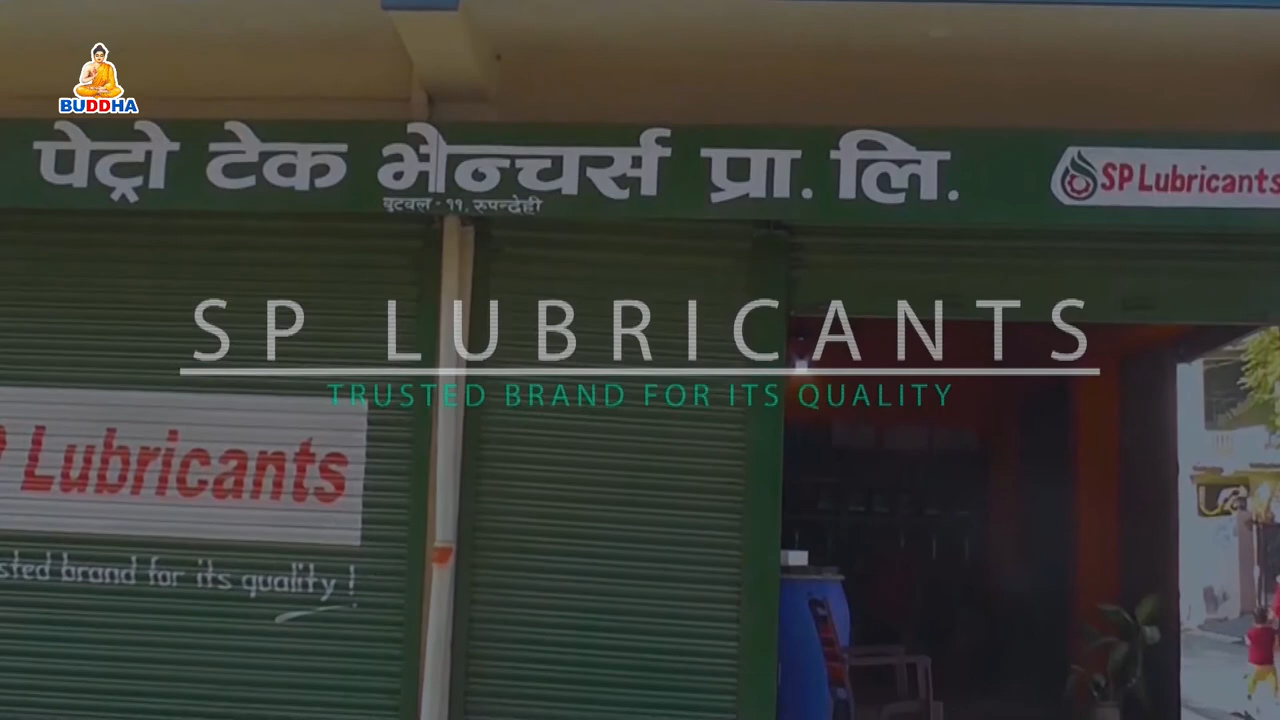 BUDDHA
पेट्रो टेक भेन्चर्स प्रा. लि.
SP Lubricants
बुटवल - ११, रुपन्देही
SP LUBRICANTS
TRUSTED BRAND FOR ITS QUALITY
Lubricants
brand for its quality !